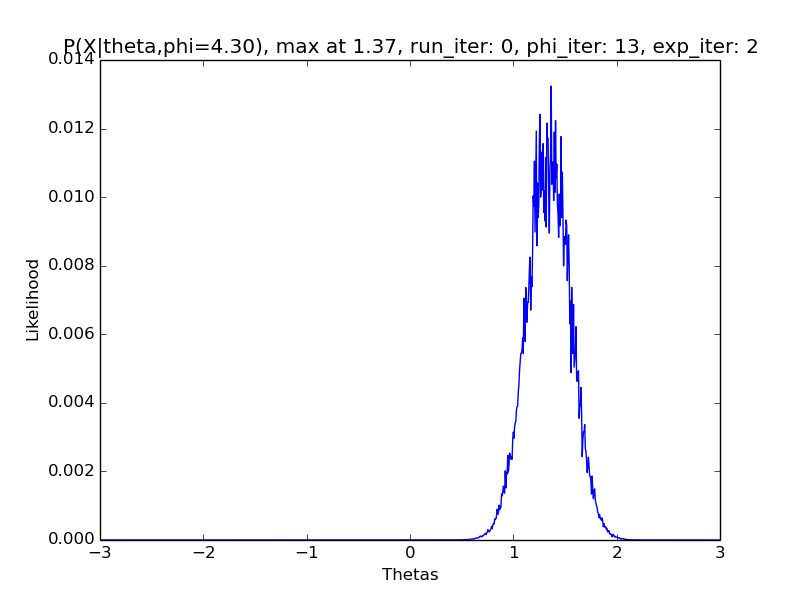 P(X|theta,phi=4.30), max at 1.37, run_iter: 0, phi_iter: 13, exp_iter: 2
0.014
0.012
0.010
0.008
0.006
0.004
0.002
0.000
Likelihood
−3 −2 −1 0 1 2 3
Thetas